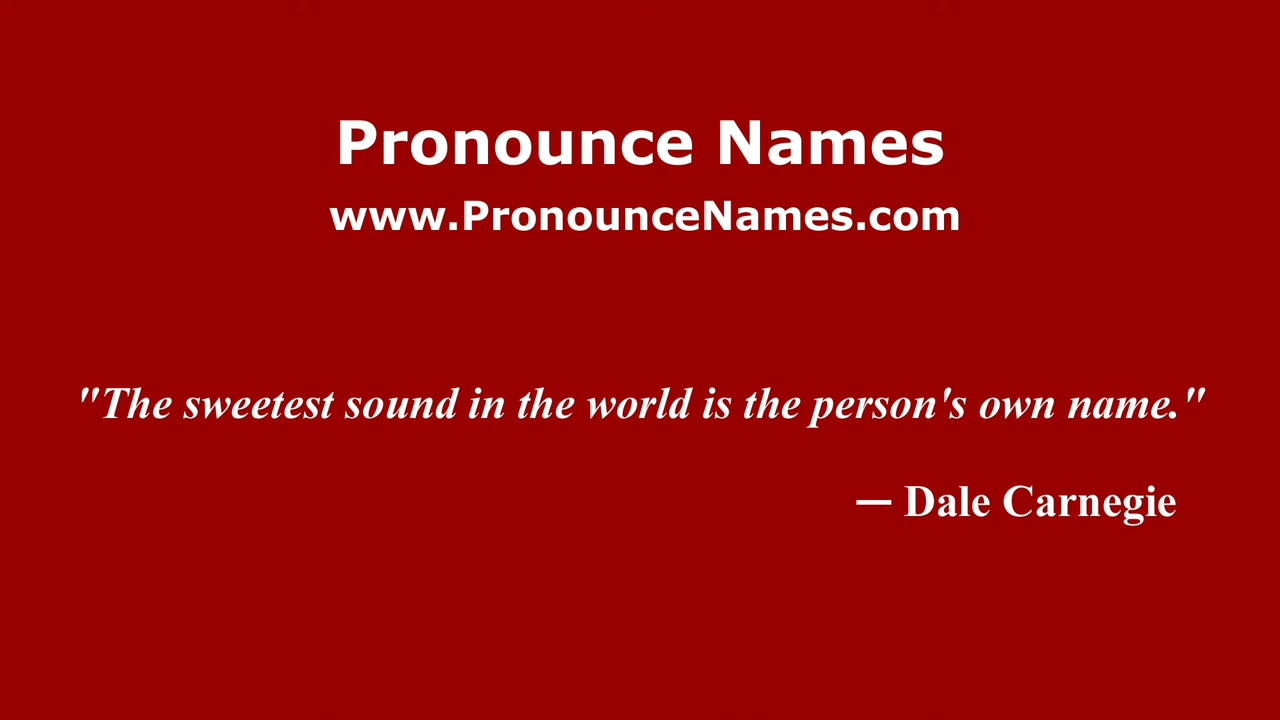 Pronounce Names
www.PronounceNames.com
"The sweetest sound in the world is the person's own name."
— Dale Carnegie